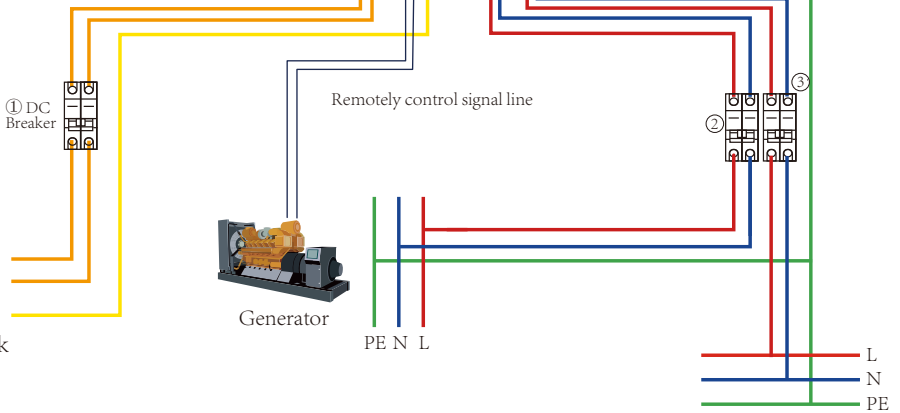 ① DC
Breaker
Remotely control signal line
②
③
Generator
PE N L
k
L
N
PE